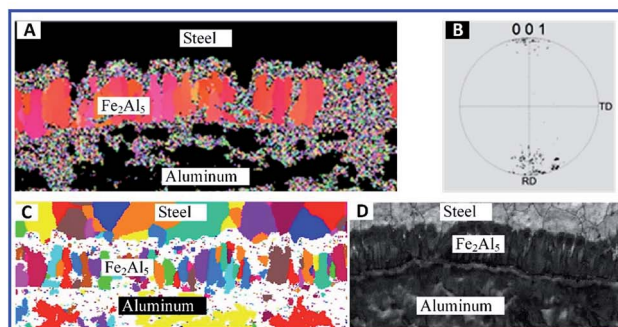 A
Steel
Fe₂Al₅
Aluminum
B
0 0 1
TD
RD
C
Steel
Fe₂Al₅
Aluminum
D
Steel
Fe₂Al₅
Aluminum